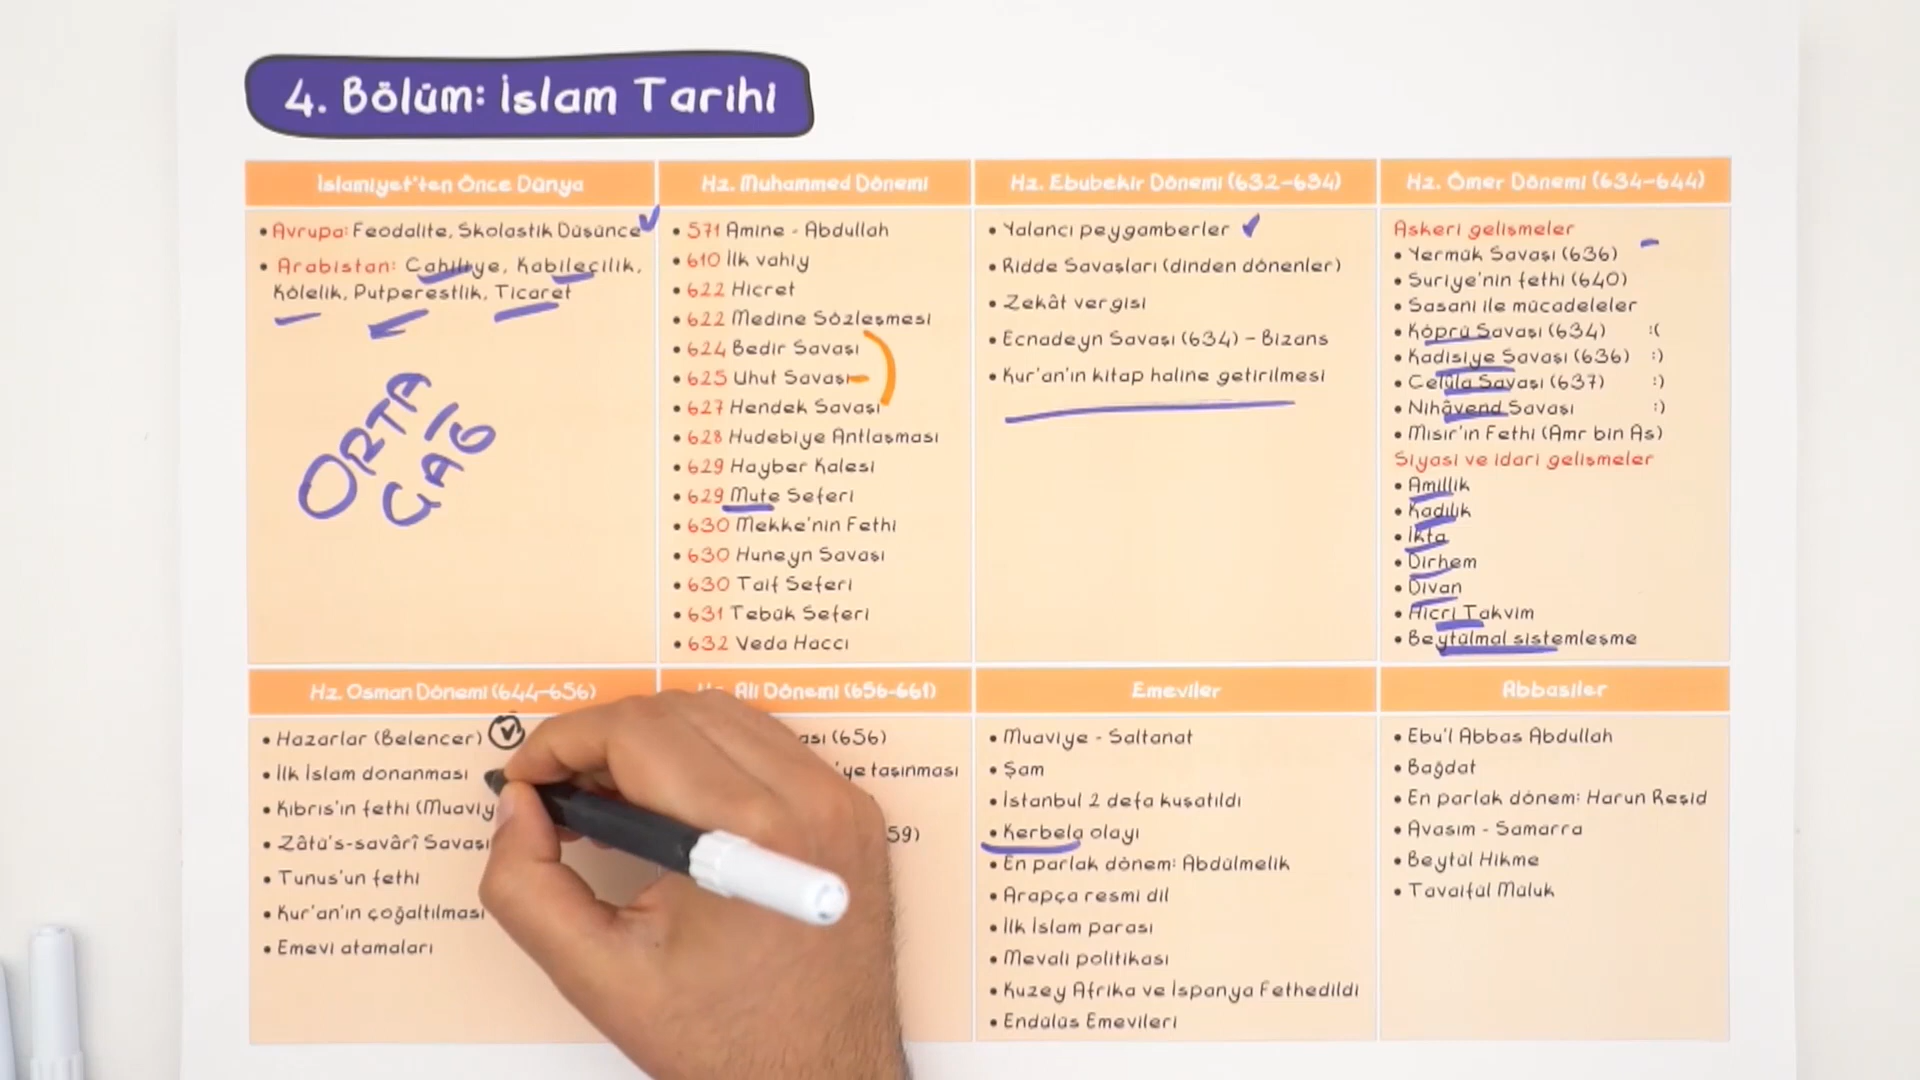 4. Bölüm: İslam Tarihi
İslamiyet'ten Önce Dünya
• Avrupa: Feodalite, Skolastik Düşünce
• Arabistan: Cahiliye, Kabilecilik,
Kölelik, Putperestlik, Ticaret
ORTA
ÇAĞ
Hz. Muhammed Dönemi
• 571 Amine - Abdullah
• 610 İlk vahiy
• 622 Hicret
• 622 Medine Sözleşmesi
• 624 Bedir Savaşı
• 625 Uhut Savaşı
• 627 Hendek Savaşı
• 628 Hudebiye Antlaşması
• 629 Hayber Kalesi
• 629 Mute Seferi
• 630 Mekke'nin Fethi
• 630 Huneyn Savaşı
• 630 Taif Seferi
• 631 Tebük Seferi
• 632 Veda Haccı
Hz. Ebubekir Dönemi (632-634)
• Yalancı peygamberler
• Ridde Savaşları (dinden dönenler)
• Zekât vergisi
• Ecnadeyn Savaşı (634) - Bizans
• Kur'an'ın kitap haline getirilmesi
Hz. Ömer Dönemi (634-644)
Askeri gelişmeler
• Yermük Savaşı (636)
• Suriye'nin fethi (640)
• Sasani ile mücadeleler
• Köprü Savaşı (634) :(
• Kadisiye Savaşı (636) :)
• Celûla Savaşı (637) :)
• Nihâvend Savaşı :)
• Mısır'ın Fethi (Amr bin As)
Siyasi ve idari gelişmeler
• Amillik
• Kadılık
• İkta
• Dirhem
• Divan
• Hicri Takvim
• Beytülmal sistemleşme
Hz. Osman Dönemi (644-656)
• Hazarlar (Belencer)
• İlk İslam donanması
• Kıbrıs'ın fethi (Muaviy
• Zâtü's-savârî Savaşı
• Tunus'un fethi
• Kur'an'ın çoğaltılması
• Emevi atamaları
Ali Dönemi (656-661)
ası (656)
'ye taşınması
59)
Emeviler
• Muaviye - Saltanat
• Şam
• İstanbul 2 defa kuşatıldı
• Kerbela olayı
• En parlak dönem: Abdülmelik
• Arapça resmi dil
• İlk İslam parası
• Mevali politikası
• Kuzey Afrika ve İspanya Fethedildi
• Endülüs Emevileri
Abbasiler
• Ebu'l Abbas Abdullah
• Bağdat
• En parlak dönem: Harun Reşid
• Avasım - Samarra
• Beytül Hikme
• Tavaifül Mülük